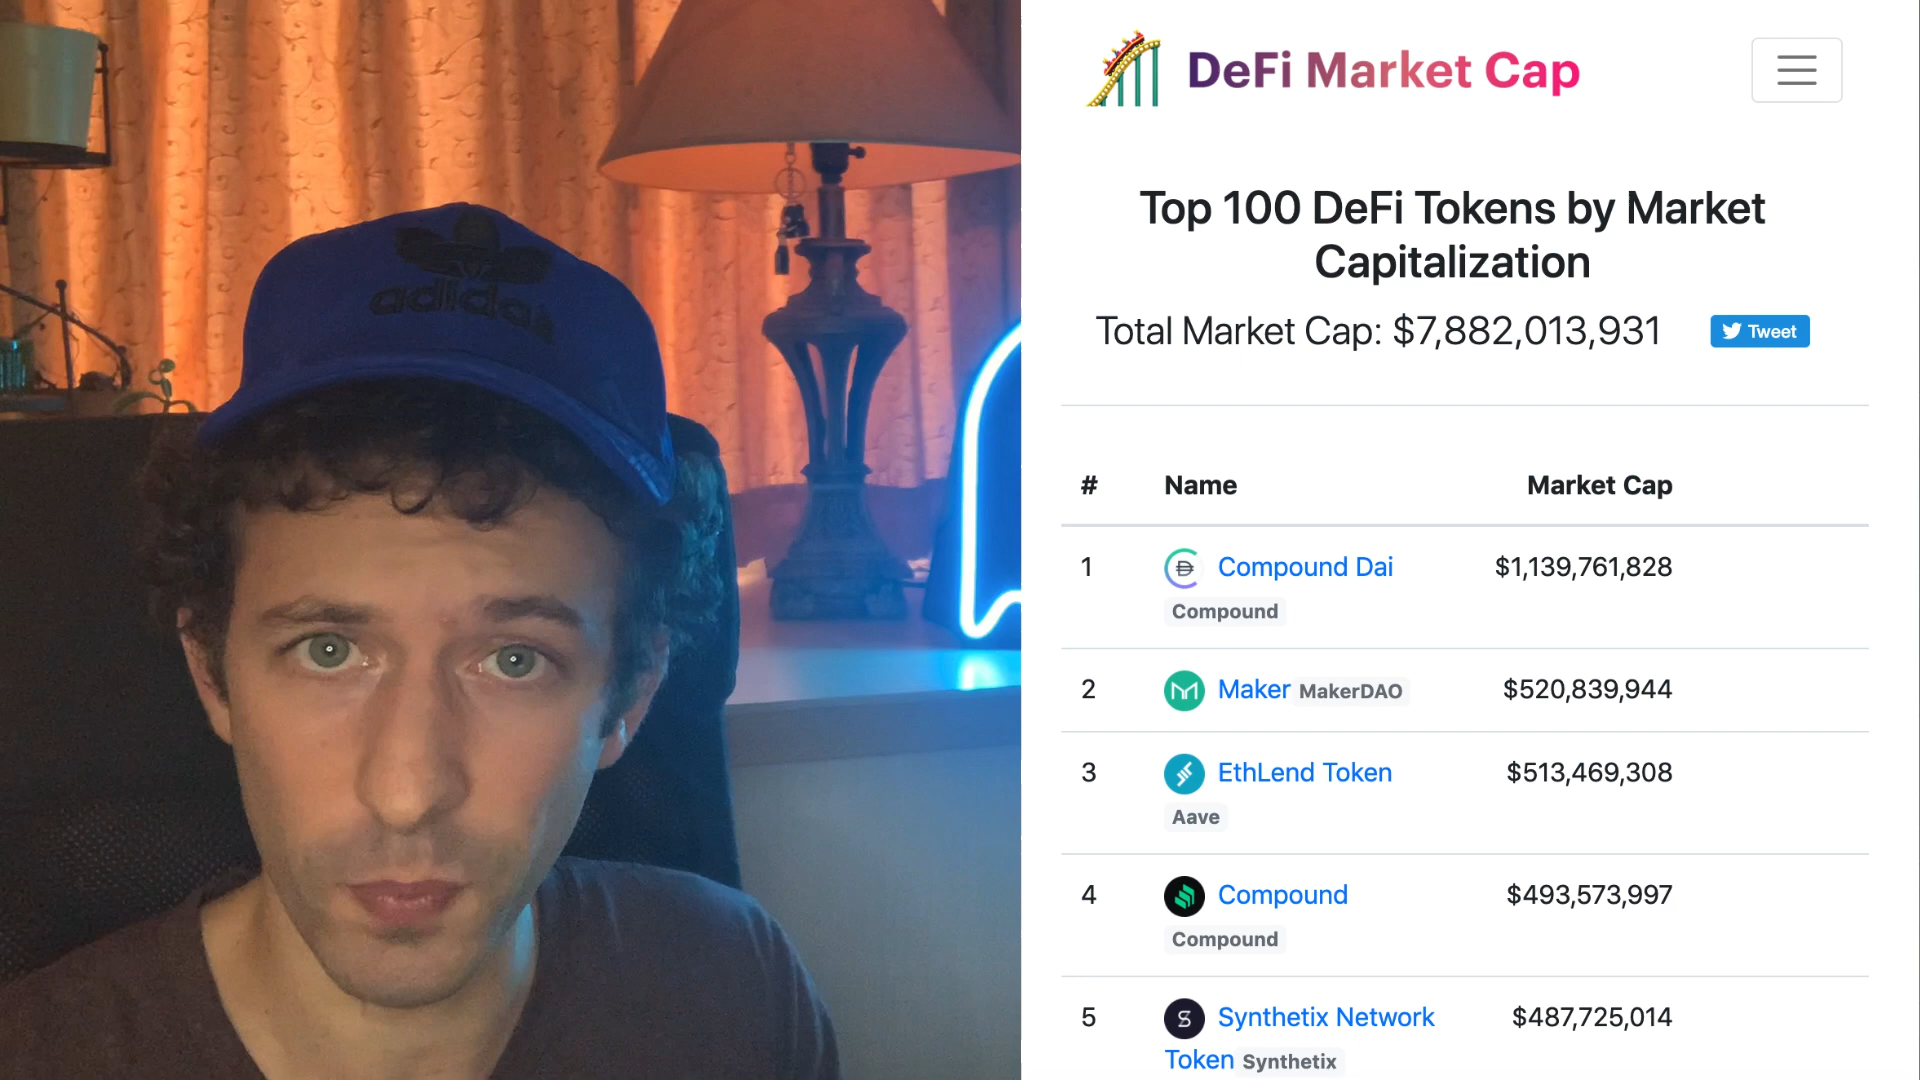 adidas
DeFi Market Cap
Top 100 DeFi Tokens by Market
Capitalization
Total Market Cap: $7,882,013,931 Tweet
# Name Market Cap
1 Compound Dai $1,139,761,828
Compound
2 Maker MakerDAO $520,839,944
3 EthLend Token $513,469,308
Aave
4 Compound $493,573,997
Compound
5 Synthetix Network $487,725,014
Token Synthetix